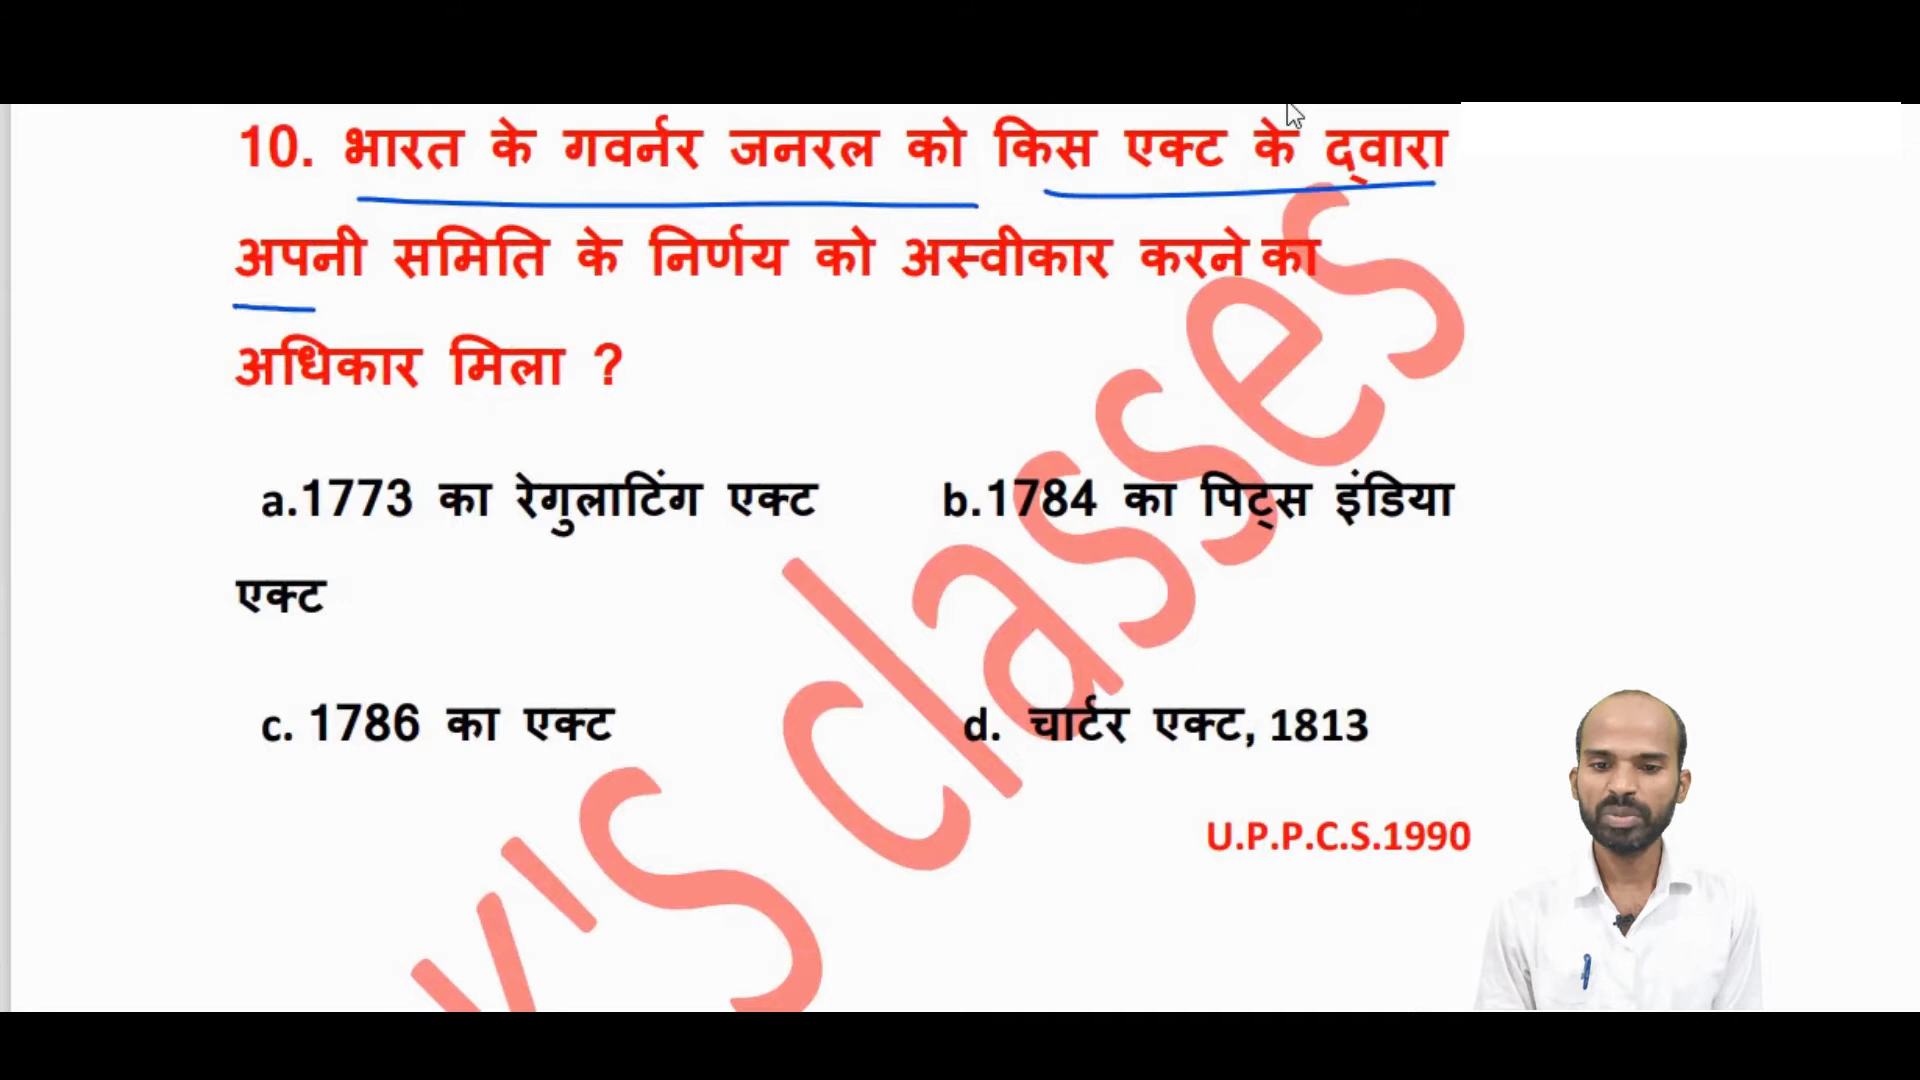 10. भारत के गवर्नर जनरल को किस एक्ट के द्वारा
अपनी समिति के निर्णय को अस्वीकार करने का
अधिकार मिला ?
a.1773 का रेगुलाटिंग एक्ट b.1784 का पिट्स इंडिया
एक्ट
c. 1786 का एक्ट d. चार्टर एक्ट, 1813
U.P.P.C.S.1990
v's classes